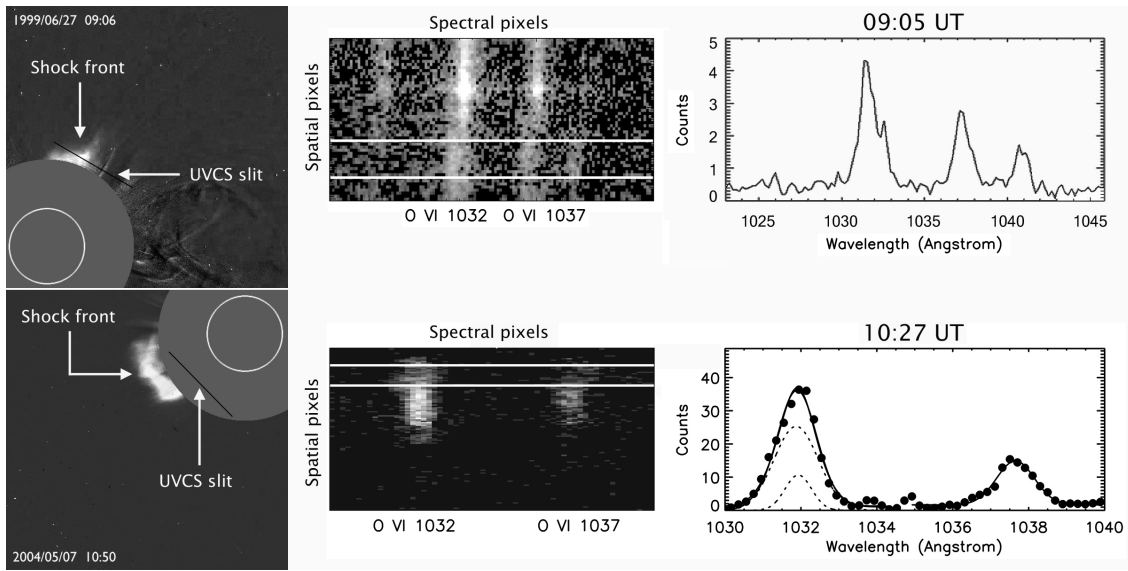 1999/06/27 09:06
Shock front
UVCS slit
Spectral pixels
Spatial pixels
O VI 1032 O VI 1037
09:05 UT
Counts
5
4
3
2
1
0
1025 1030 1035 1040 1045
Wavelength (Angstrom)
Shock front
UVCS slit
2004/05/07 10:50
Spectral pixels
Spatial pixels
O VI 1032 O VI 1037
10:27 UT
Counts
40
30
20
10
0
1030 1032 1034 1036 1038 1040
Wavelength (Angstrom)